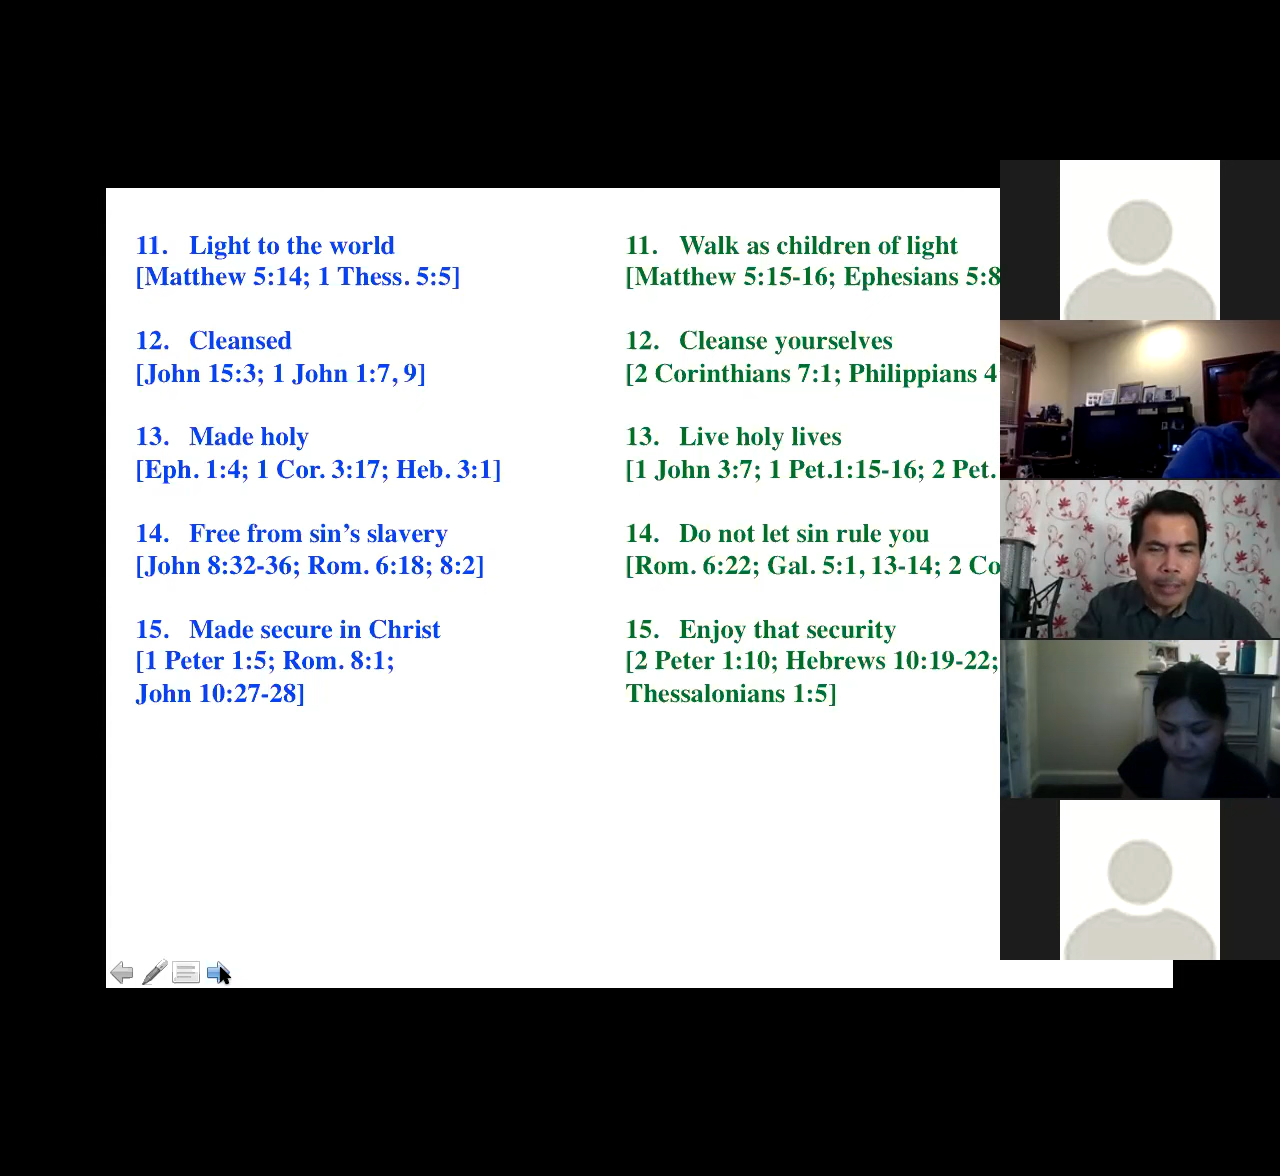 11. Light to the world
[Matthew 5:14; 1 Thess. 5:5]
12. Cleansed
[John 15:3; 1 John 1:7, 9]
13. Made holy
[Eph. 1:4; 1 Cor. 3:17; Heb. 3:1]
14. Free from sin’s slavery
[John 8:32-36; Rom. 6:18; 8:2]
15. Made secure in Christ
[1 Peter 1:5; Rom. 8:1;
John 10:27-28]
11. Walk as children of light
[Matthew 5:15-16; Ephesians 5:8
12. Cleanse yourselves
[2 Corinthians 7:1; Philippians 4
13. Live holy lives
[1 John 3:7; 1 Pet.1:15-16; 2 Pet.
14. Do not let sin rule you
[Rom. 6:22; Gal. 5:1, 13-14; 2 Co
15. Enjoy that security
[2 Peter 1:10; Hebrews 10:19-22;
Thessalonians 1:5]